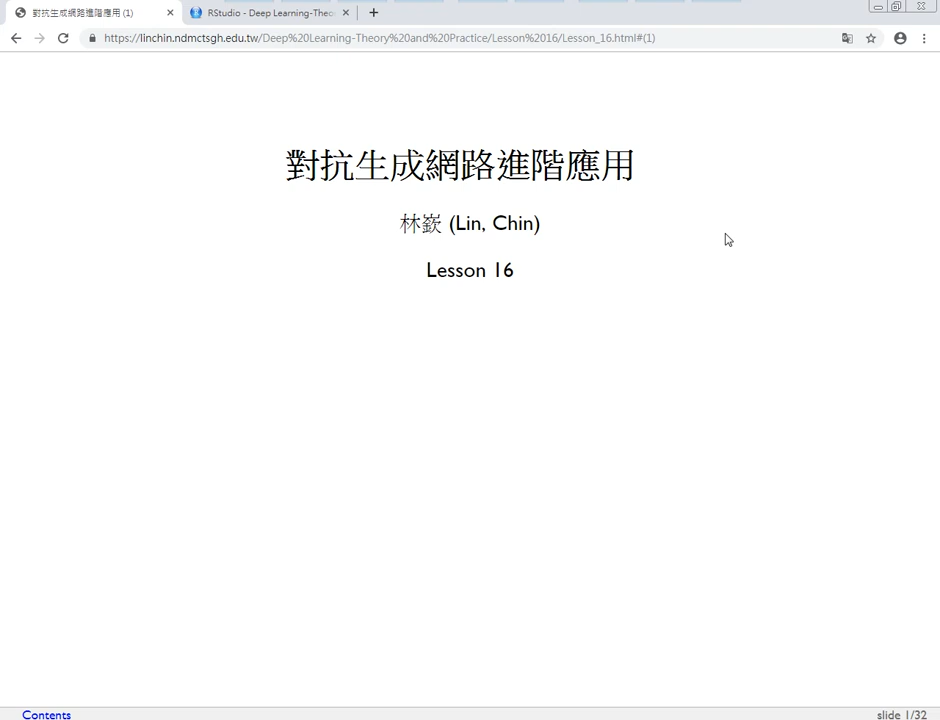 對抗生成網路進階應用 (1)
RStudio - Deep Learning-Theo
https://linchin.ndmctsgh.edu.tw/Deep%20Learning-Theory%20and%20Practice/Lesson%2016/Lesson_16.html#(1)
對抗生成網路進階應用
林嶔 (Lin, Chin)
Lesson 16
Contents
slide 1/32